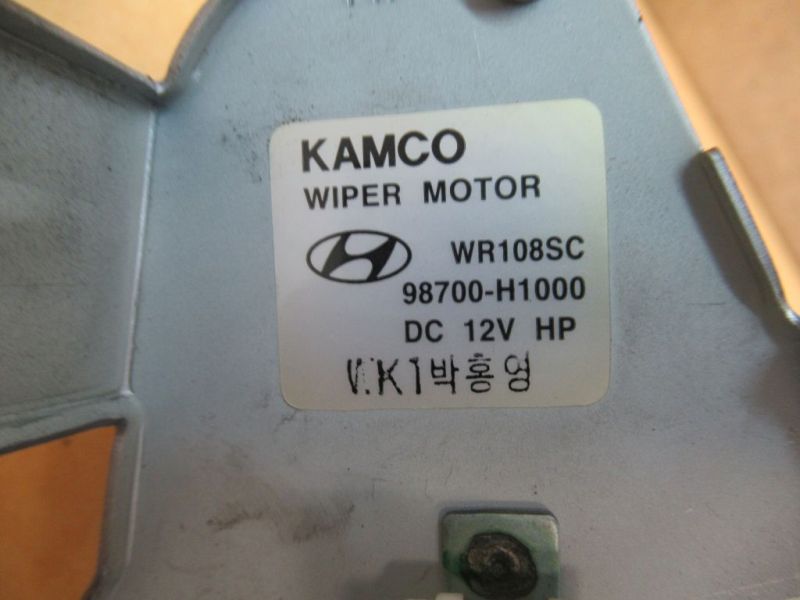 KAMCO
WIPER MOTOR
WR108SC
98700-H1000
DC 12V HP
V.K1박홍영